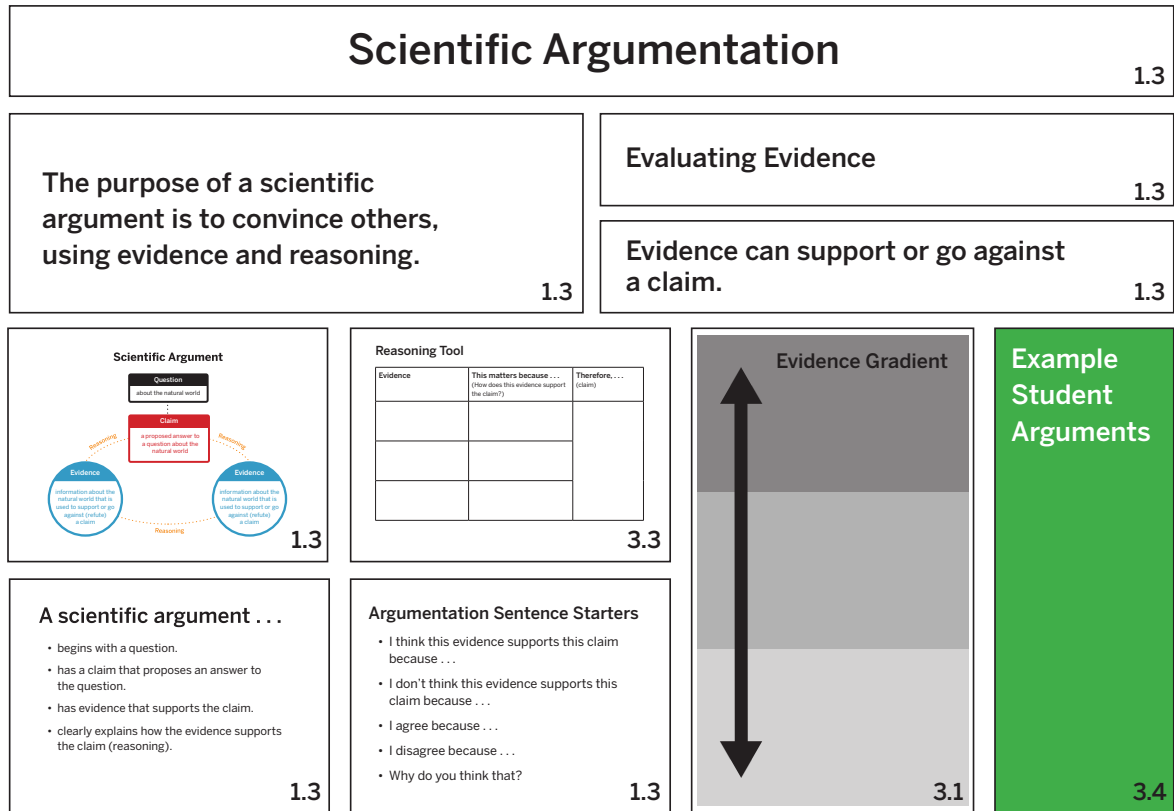 Scientific Argumentation
1.3
The purpose of a scientific
argument is to convince others,
using evidence and reasoning.
1.3
Evaluating Evidence
1.3
Evidence can support or go against
a claim.
1.3
Scientific Argument
Question
about the natural world
Claim
a proposed answer to
a question about the
natural world
Reasoning
Reasoning
Evidence
information about the
natural world that is
used to support or go
against (refute)
a claim
Evidence
information about the
natural world that is
used to support or go
against (refute)
a claim
Reasoning
1.3
Reasoning Tool
Evidence
This matters because . . .
(How does this evidence support
the claim?)
Therefore, . . .
(claim)
3.3
Evidence Gradient
3.1
Example
Student
Arguments
3.4
A scientific argument . . .
• begins with a question.
• has a claim that proposes an answer to
the question.
• has evidence that supports the claim.
• clearly explains how the evidence supports
the claim (reasoning).
1.3
Argumentation Sentence Starters
• I think this evidence supports this claim
because . . .
• I don't think this evidence supports this
claim because . . .
• I agree because . . .
• I disagree because . . .
• Why do you think that?
1.3